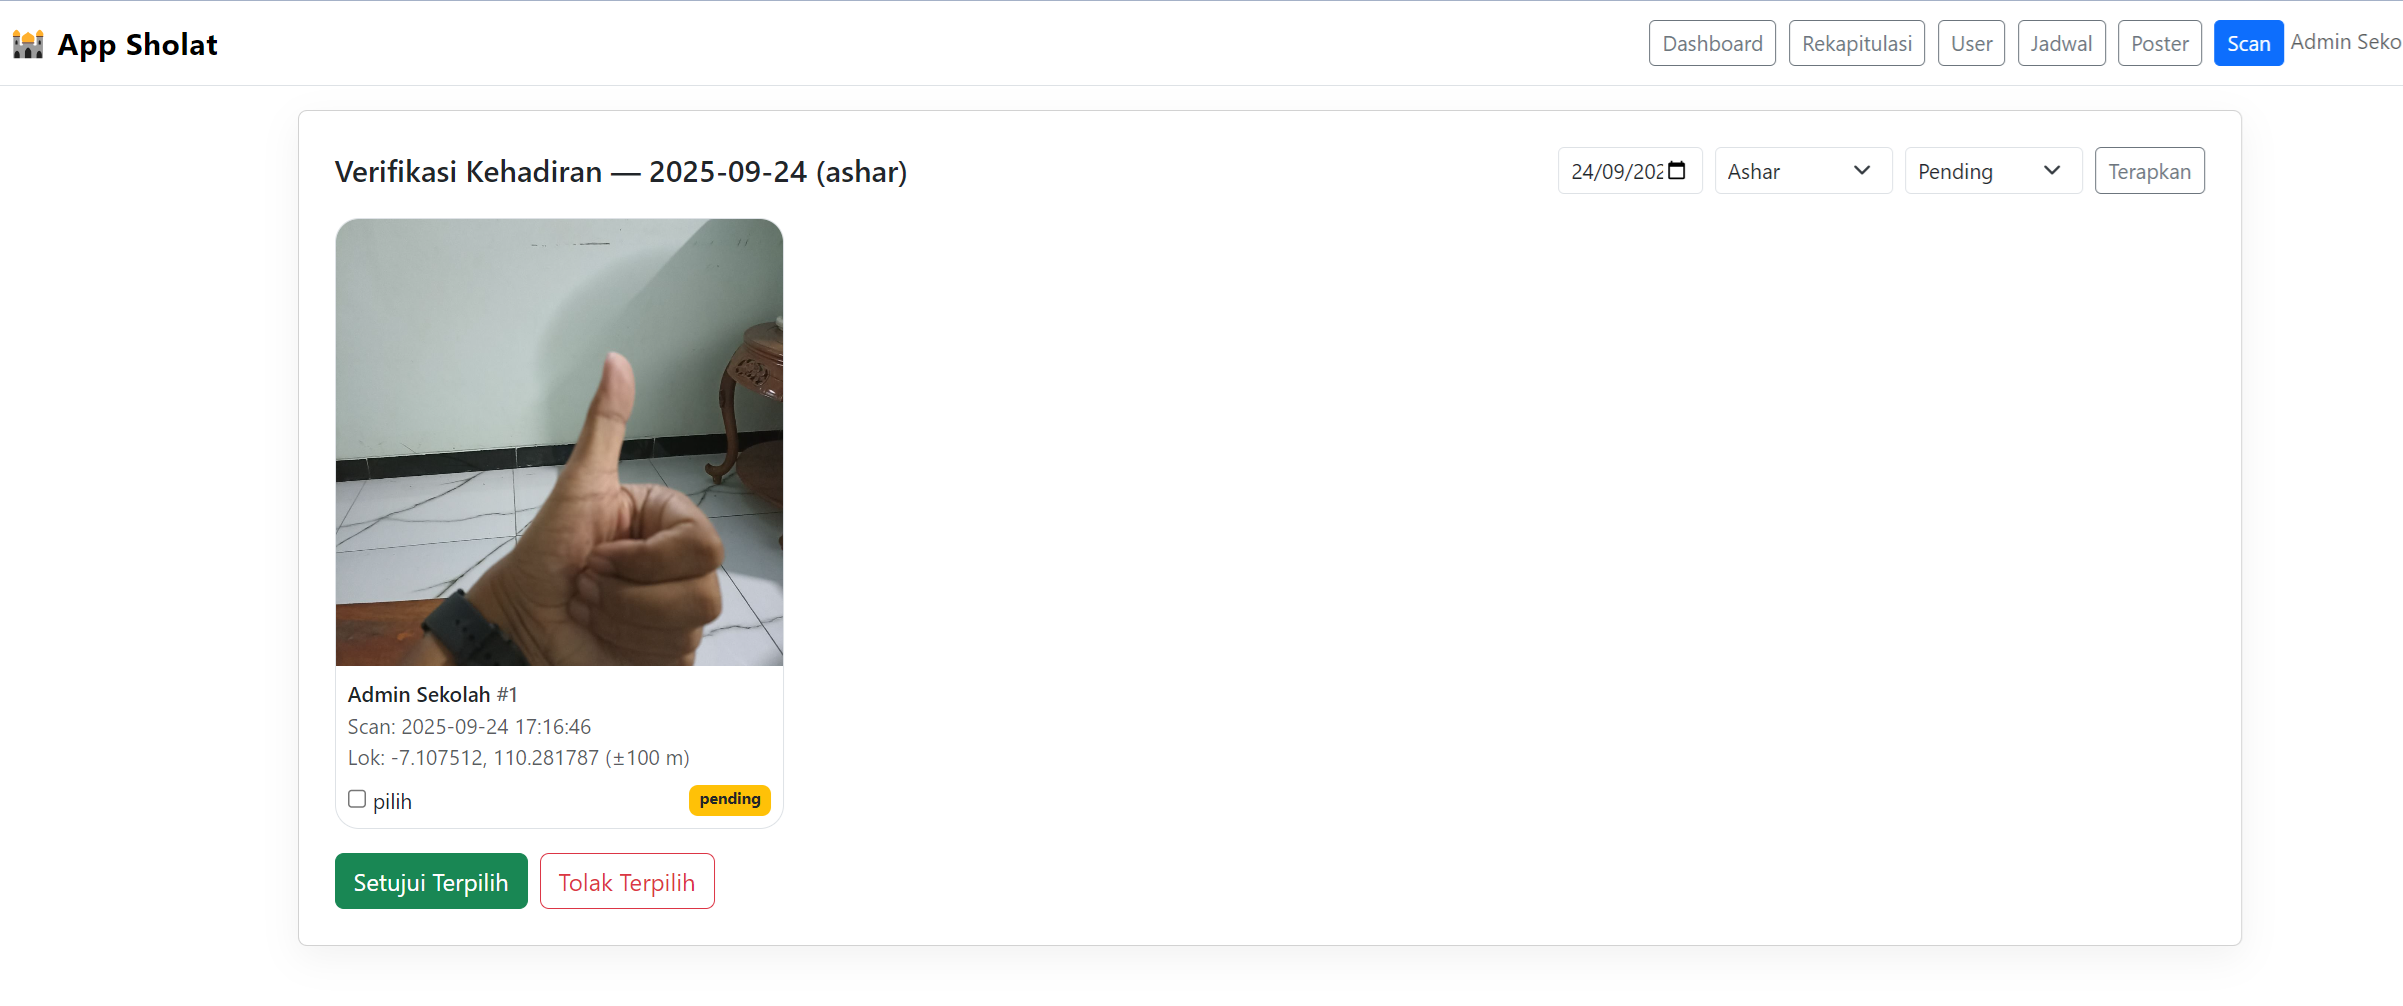 App Sholat
Dashboard Rekapitulasi User Jadwal Poster Scan Admin Seko
Verifikasi Kehadiran — 2025-09-24 (ashar)
24/09/202 Ashar Pending Terapkan
Admin Sekolah #1
Scan: 2025-09-24 17:16:46
Lok: -7.107512, 110.281787 (±100 m)
pilih pending
Setujui Terpilih Tolak Terpilih